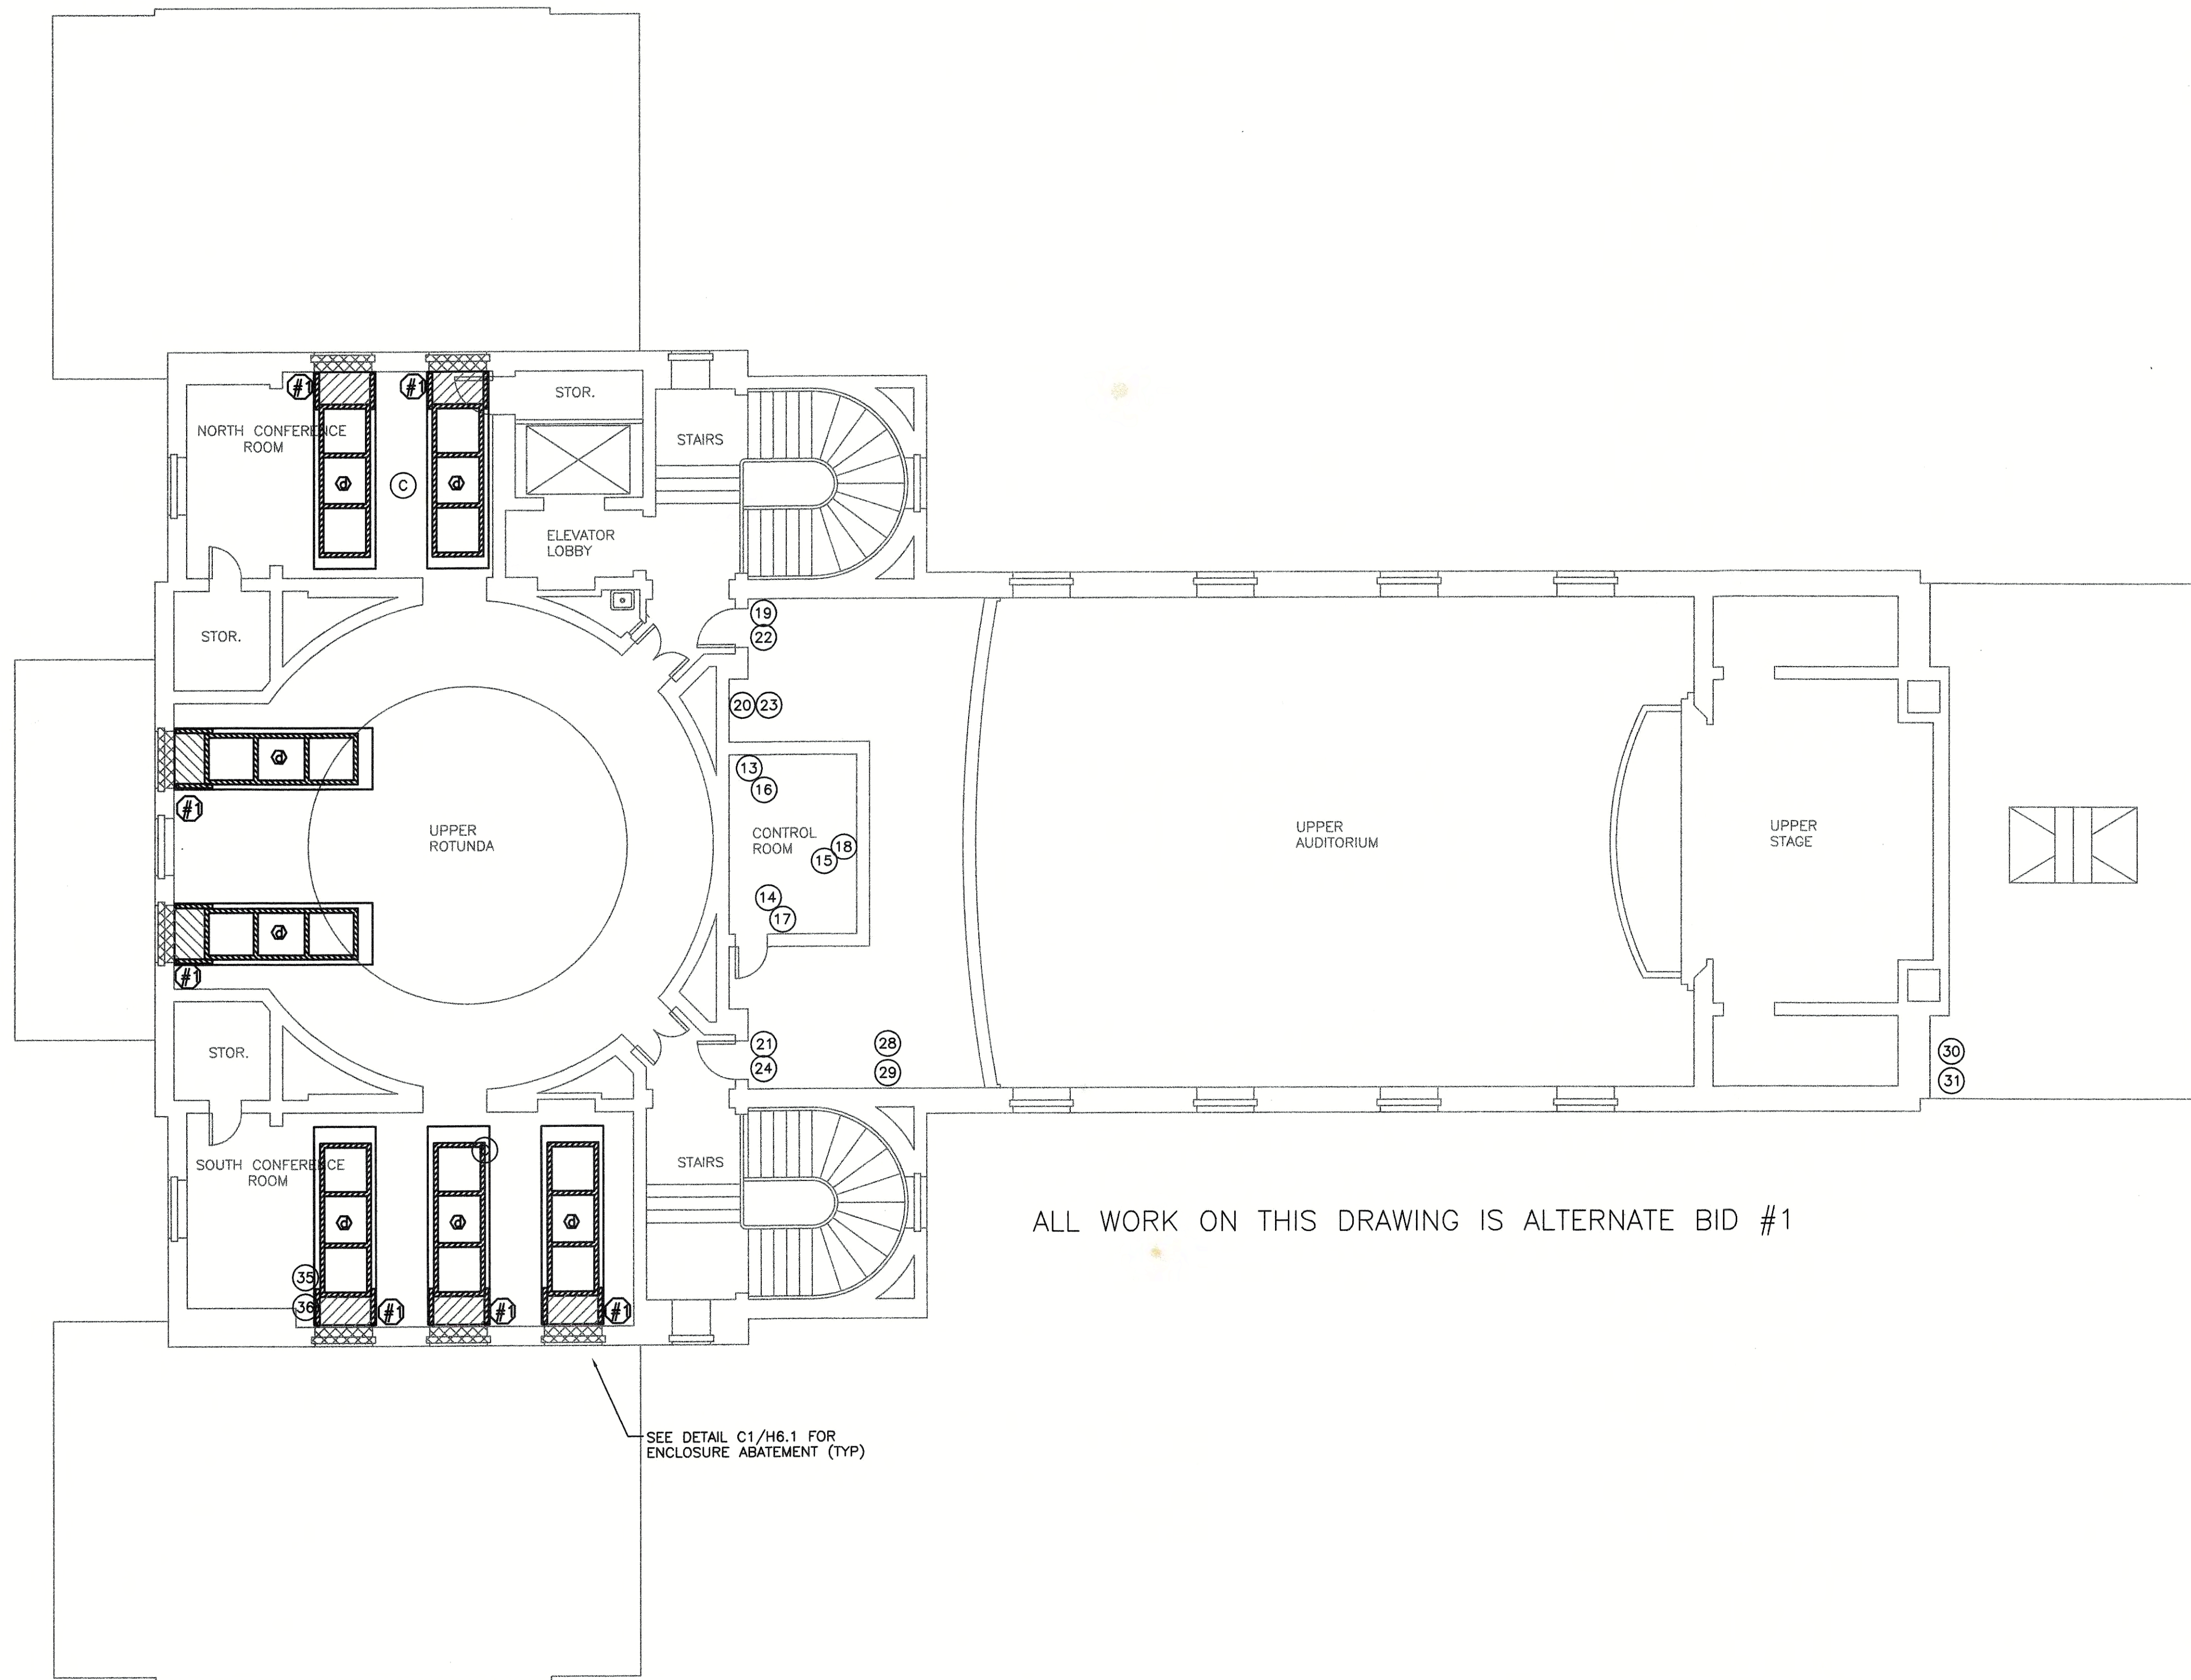 #1
#1
STOR.
NORTH CONFERENCE
ROOM
STAIRS
d
C
d
ELEVATOR
LOBBY
19
22
STOR.
20 23
d
13
16
#1
UPPER
ROTUNDA
CONTROL
ROOM
18
15
UPPER
AUDITORIUM
UPPER
STAGE
14
17
d
#1
STOR.
21
24
28
29
30
31
SOUTH CONFERENCE
ROOM
STAIRS
d
d
d
ALL WORK ON THIS DRAWING IS ALTERNATE BID #1
35
36
#1
#1
#1
SEE DETAIL C1/H6.1 FOR
ENCLOSURE ABATEMENT (TYP)